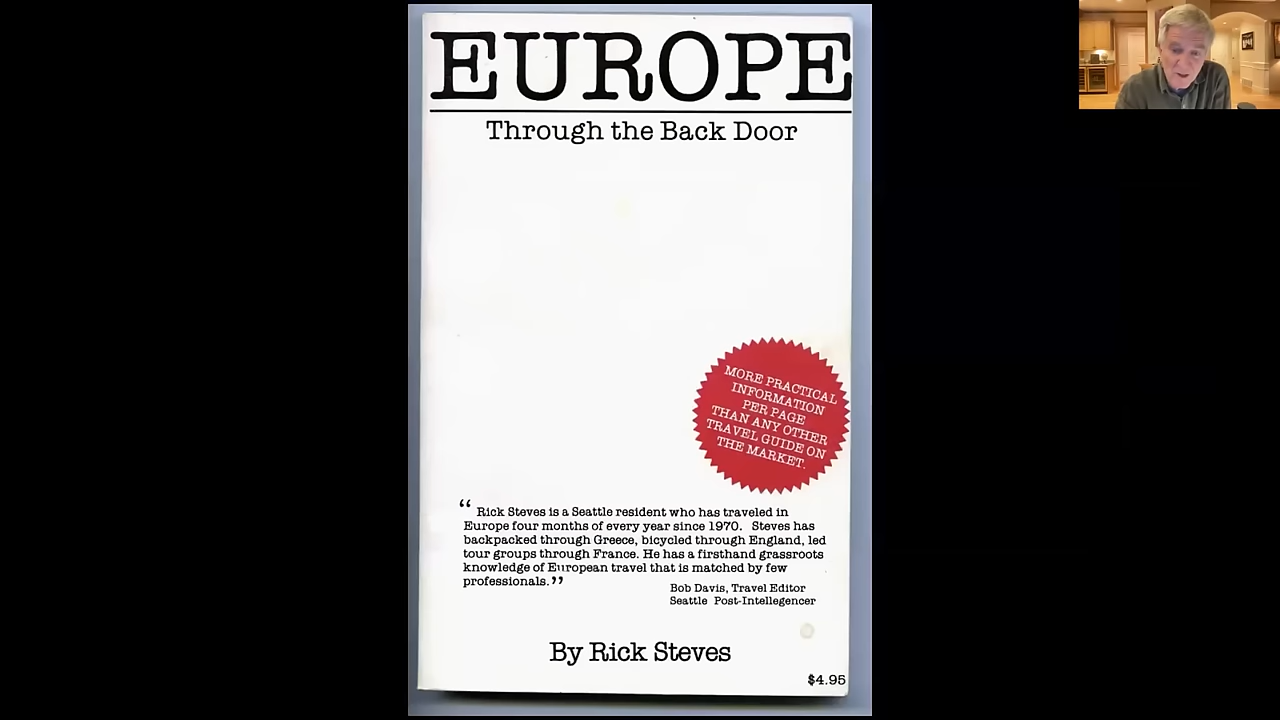 EUROPE
Through the Back Door
MORE PRACTICAL
INFORMATION
PER PAGE
THAN ANY OTHER
TRAVEL GUIDE ON
THE MARKET.
“ Rick Steves is a Seattle resident who has traveled in
Europe four months of every year since 1970. Steves has
backpacked through Greece, bicycled through England, led
tour groups through France. He has a firsthand grassroots
knowledge of European travel that is matched by few
professionals.”
Bob Davis, Travel Editor
Seattle Post-Intellegencer
By Rick Steves
$4.95